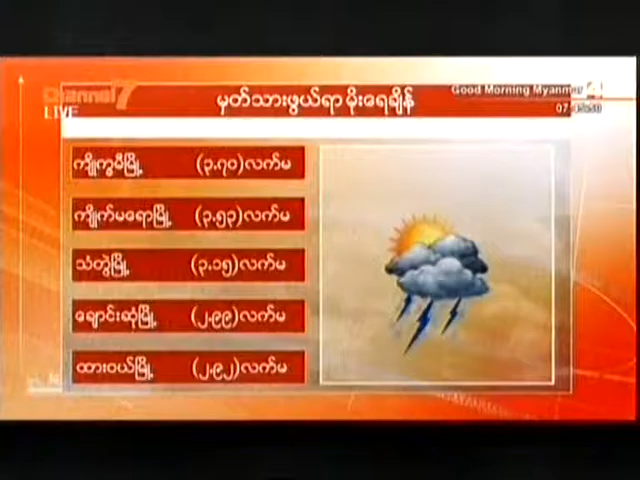 Channel 7
LIVE
Good Morning Myanmar
မှတ်သားဖွယ်ရာ မိုးရေချိန်
ကျိုက္ခမီမြို့ (၃.၇၀)လက်မ
ကျိုက်မရောမြို့ (၃.၅၃)လက်မ
သံတွဲမြို့ (၃.၁၅)လက်မ
ချောင်းဆုံမြို့ (၂.၉၉)လက်မ
ထားဝယ်မြို့ (၂.၉၂)လက်မ